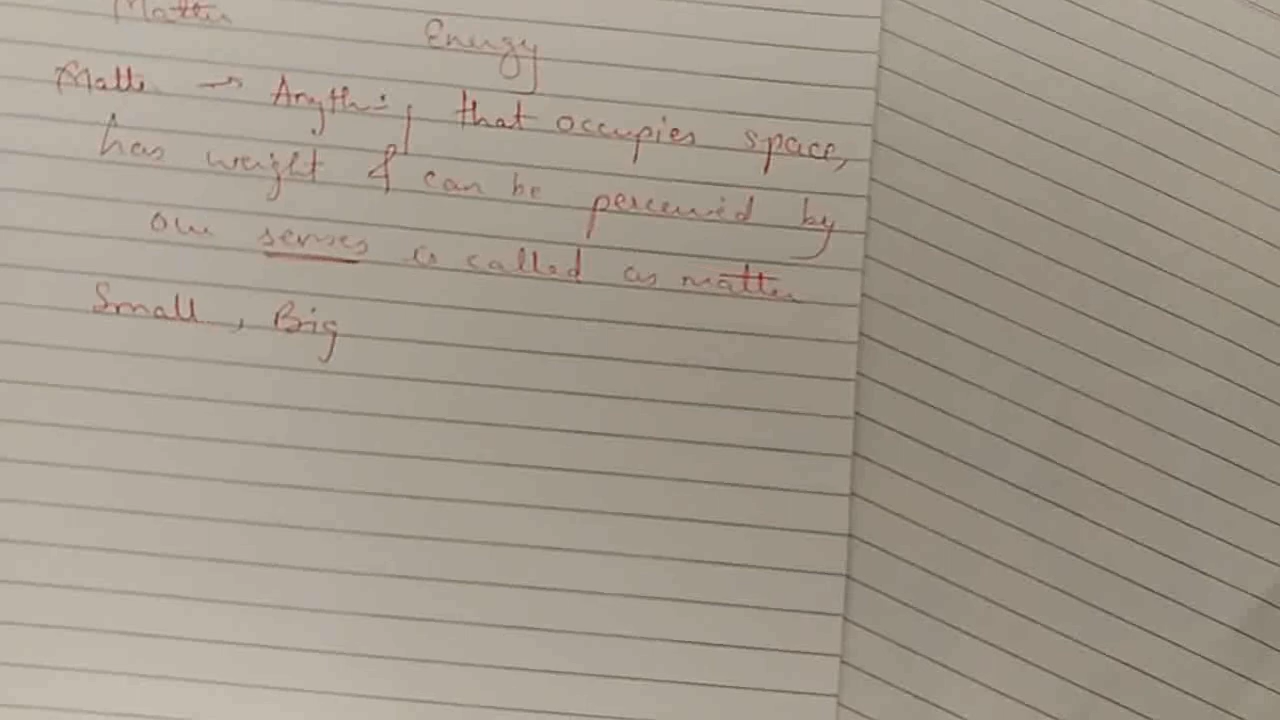 Matter Energy
Matter → Anything that occupies space,
has weight & can be perceived by
our senses is called as matter
Small, Big